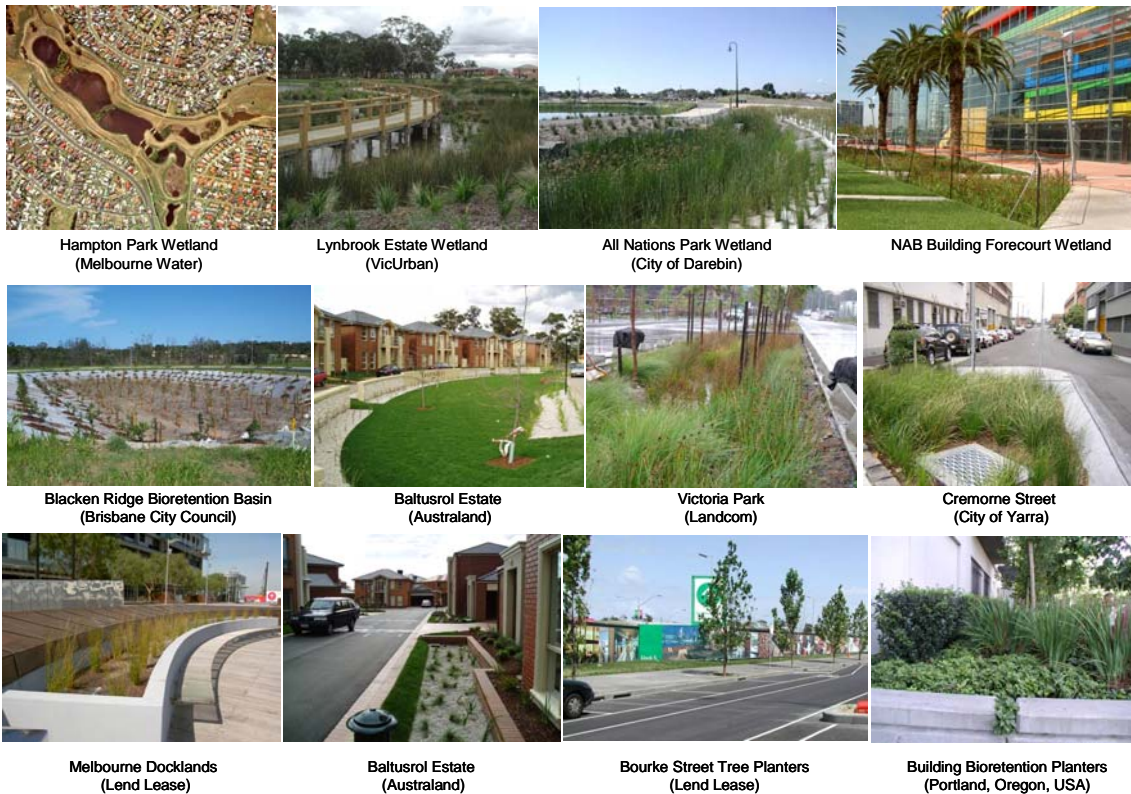 Hampton Park Wetland
(Melbourne Water)
Lynbrook Estate Wetland
(VicUrban)
All Nations Park Wetland
(City of Darebin)
NAB Building Forecourt Wetland
Blacken Ridge Bioretention Basin
(Brisbane City Council)
Baltusrol Estate
(Australand)
Victoria Park
(Landcom)
Cremorne Street
(City of Yarra)
Melbourne Docklands
(Lend Lease)
Baltusrol Estate
(Australand)
Bourke Street Tree Planters
(Lend Lease)
Building Bioretention Planters
(Portland, Oregon, USA)